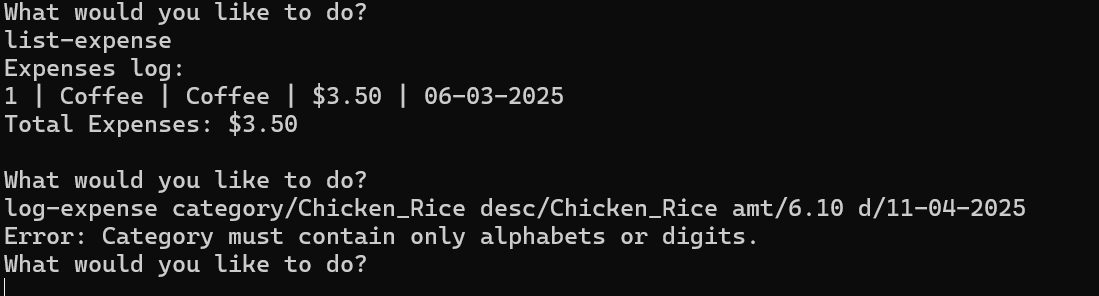 What would you like to do?
list-expense
Expenses log:
1 | Coffee | Coffee | $3.50 | 06-03-2025
Total Expenses: $3.50
What would you like to do?
log-expense category/Chicken_Rice desc/Chicken_Rice amt/6.10 d/11-04-2025
Error: Category must contain only alphabets or digits.
What would you like to do?